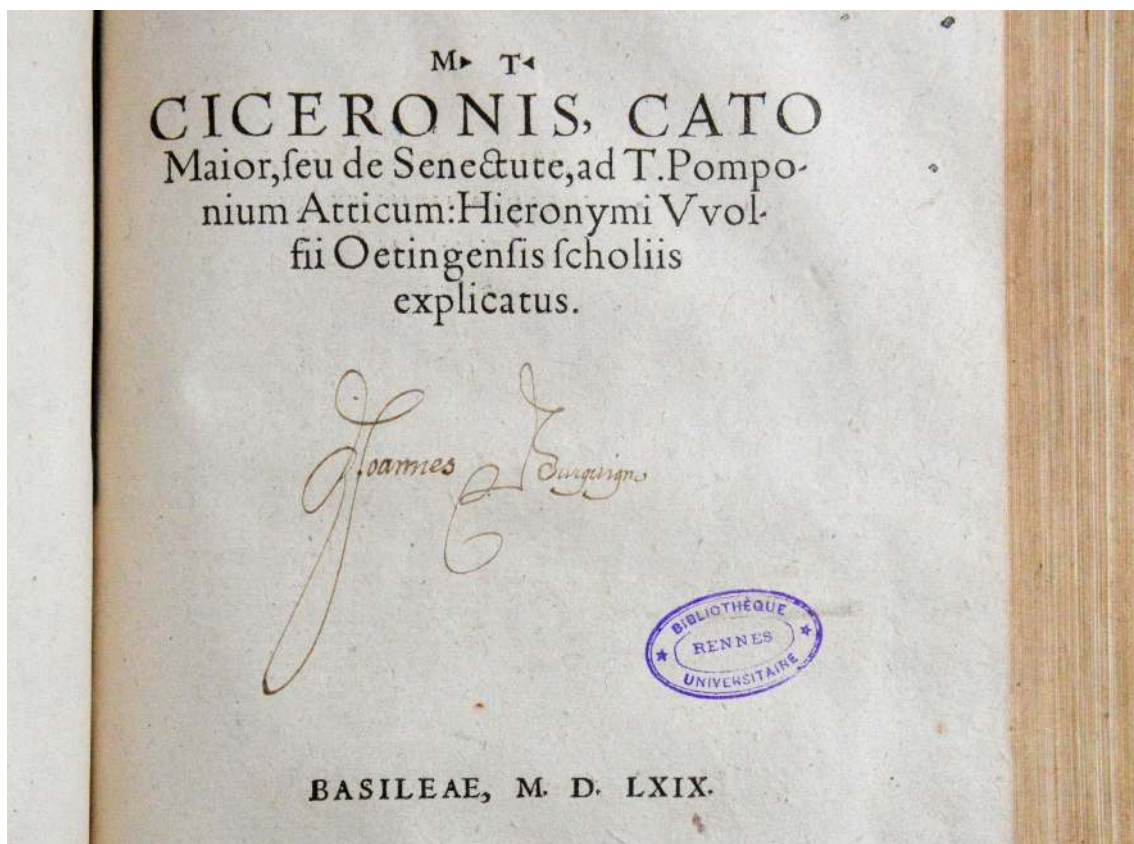 M. T.
CICERONIS, CATO
Maior, ſeu de Senectute, ad T. Pompo-
nium Atticum: Hieronymi Vvol-
fii Oetingenſis ſcholiis
explicatus.
Joannes Burguigno
BIBLIOTHÈQUE
RENNES
UNIVERSITAIRE
BASILEAE, M. D. LXIX.